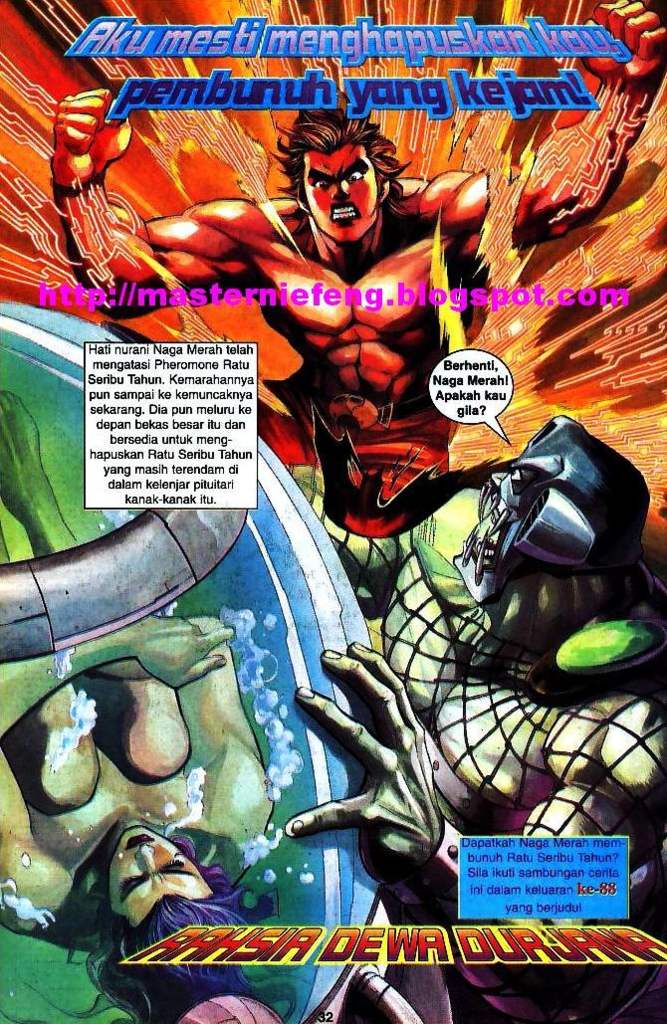 Aku mesti menghapuskan kau,
pembunuh yang kejam!
http://masterniefeng.blogspot.com
Hati nurani Naga Merah telah
mengatasi Pheromone Ratu
Seribu Tahun. Kemarahannya
pun sampai ke kemuncaknya
sekarang. Dia pun meluru ke
depan bekas besar itu dan
bersedia untuk meng-
hapuskan Ratu Seribu Tahun
yang masih terendam di
dalam kelenjar pituitari
kanak-kanak itu.
Berhenti,
Naga Merah!
Apakah kau
gila?
Dapatkah Naga Merah mem-
bunuh Ratu Seribu Tahun?
Sila ikuti sambungan cerita
ini dalam keluaran ke-88
yang berjudul
RAHSIA DEWA DURJANA
32